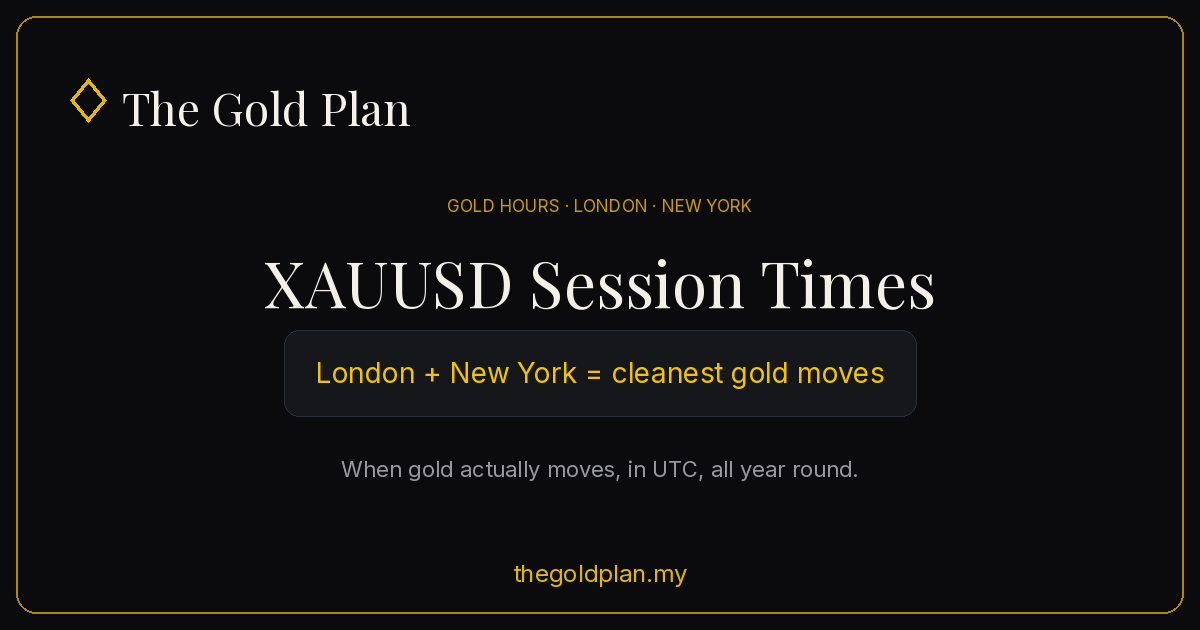 The Gold Plan
GOLD HOURS · LONDON · NEW YORK
XAUUSD Session Times
London + New York = cleanest gold moves
When gold actually moves, in UTC, all year round.
thegoldplan.my